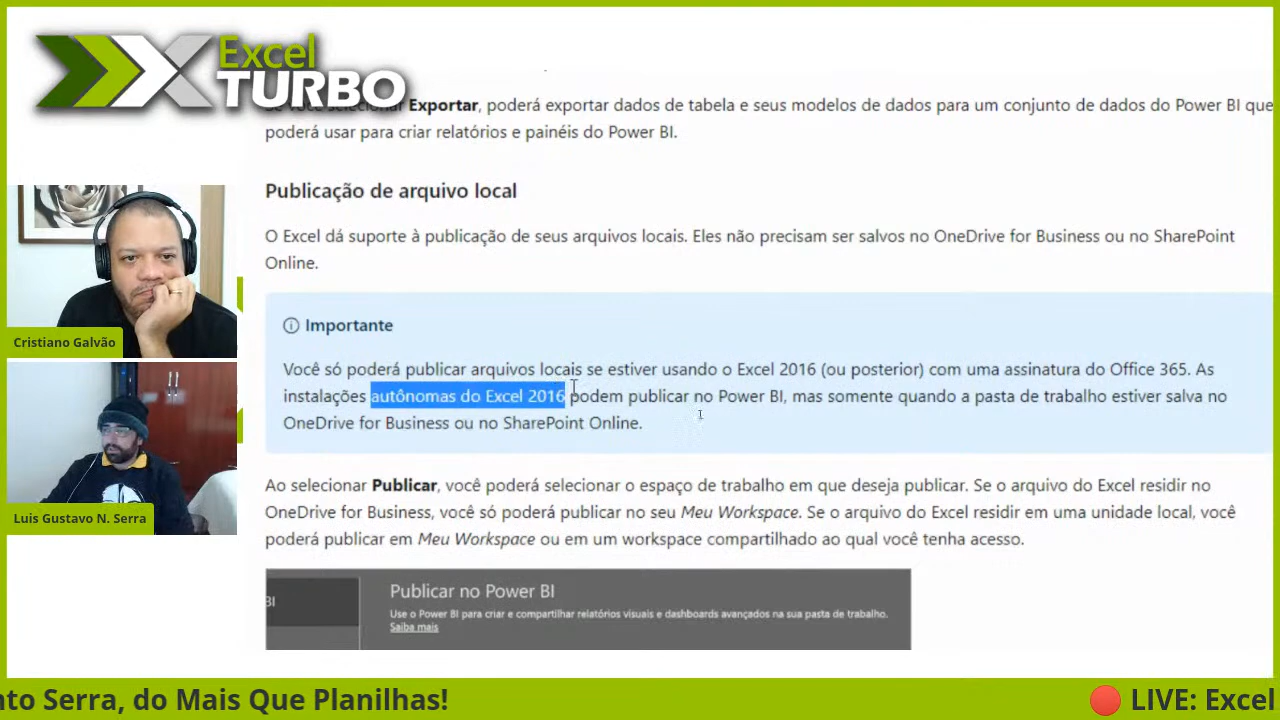 Excel
TURBO
Exportar, poderá exportar dados de tabela e seus modelos de dados para um conjunto de dados do Power BI que
poderá usar para criar relatórios e painéis do Power BI.
Publicação de arquivo local
O Excel dá suporte à publicação de seus arquivos locais. Eles não precisam ser salvos no OneDrive for Business ou no SharePoint
Online.
Importante
Você só poderá publicar arquivos locais se estiver usando o Excel 2016 (ou posterior) com uma assinatura do Office 365. As
instalações autônomas do Excel 2016 podem publicar no Power BI, mas somente quando a pasta de trabalho estiver salva no
OneDrive for Business ou no SharePoint Online.
Ao selecionar Publicar, você poderá selecionar o espaço de trabalho em que deseja publicar. Se o arquivo do Excel residir no
OneDrive for Business, você só poderá publicar no seu Meu Workspace. Se o arquivo do Excel residir em uma unidade local, você
poderá publicar em Meu Workspace ou em um workspace compartilhado ao qual você tenha acesso.
BI
Publicar no Power BI
Use o Power BI para criar e compartilhar relatórios visuais e dashboards avançados na sua pasta de trabalho.
Saiba mais
Cristiano Galvão
Luis Gustavo N. Serra
nto Serra, do Mais Que Planilhas!
LIVE: Excel